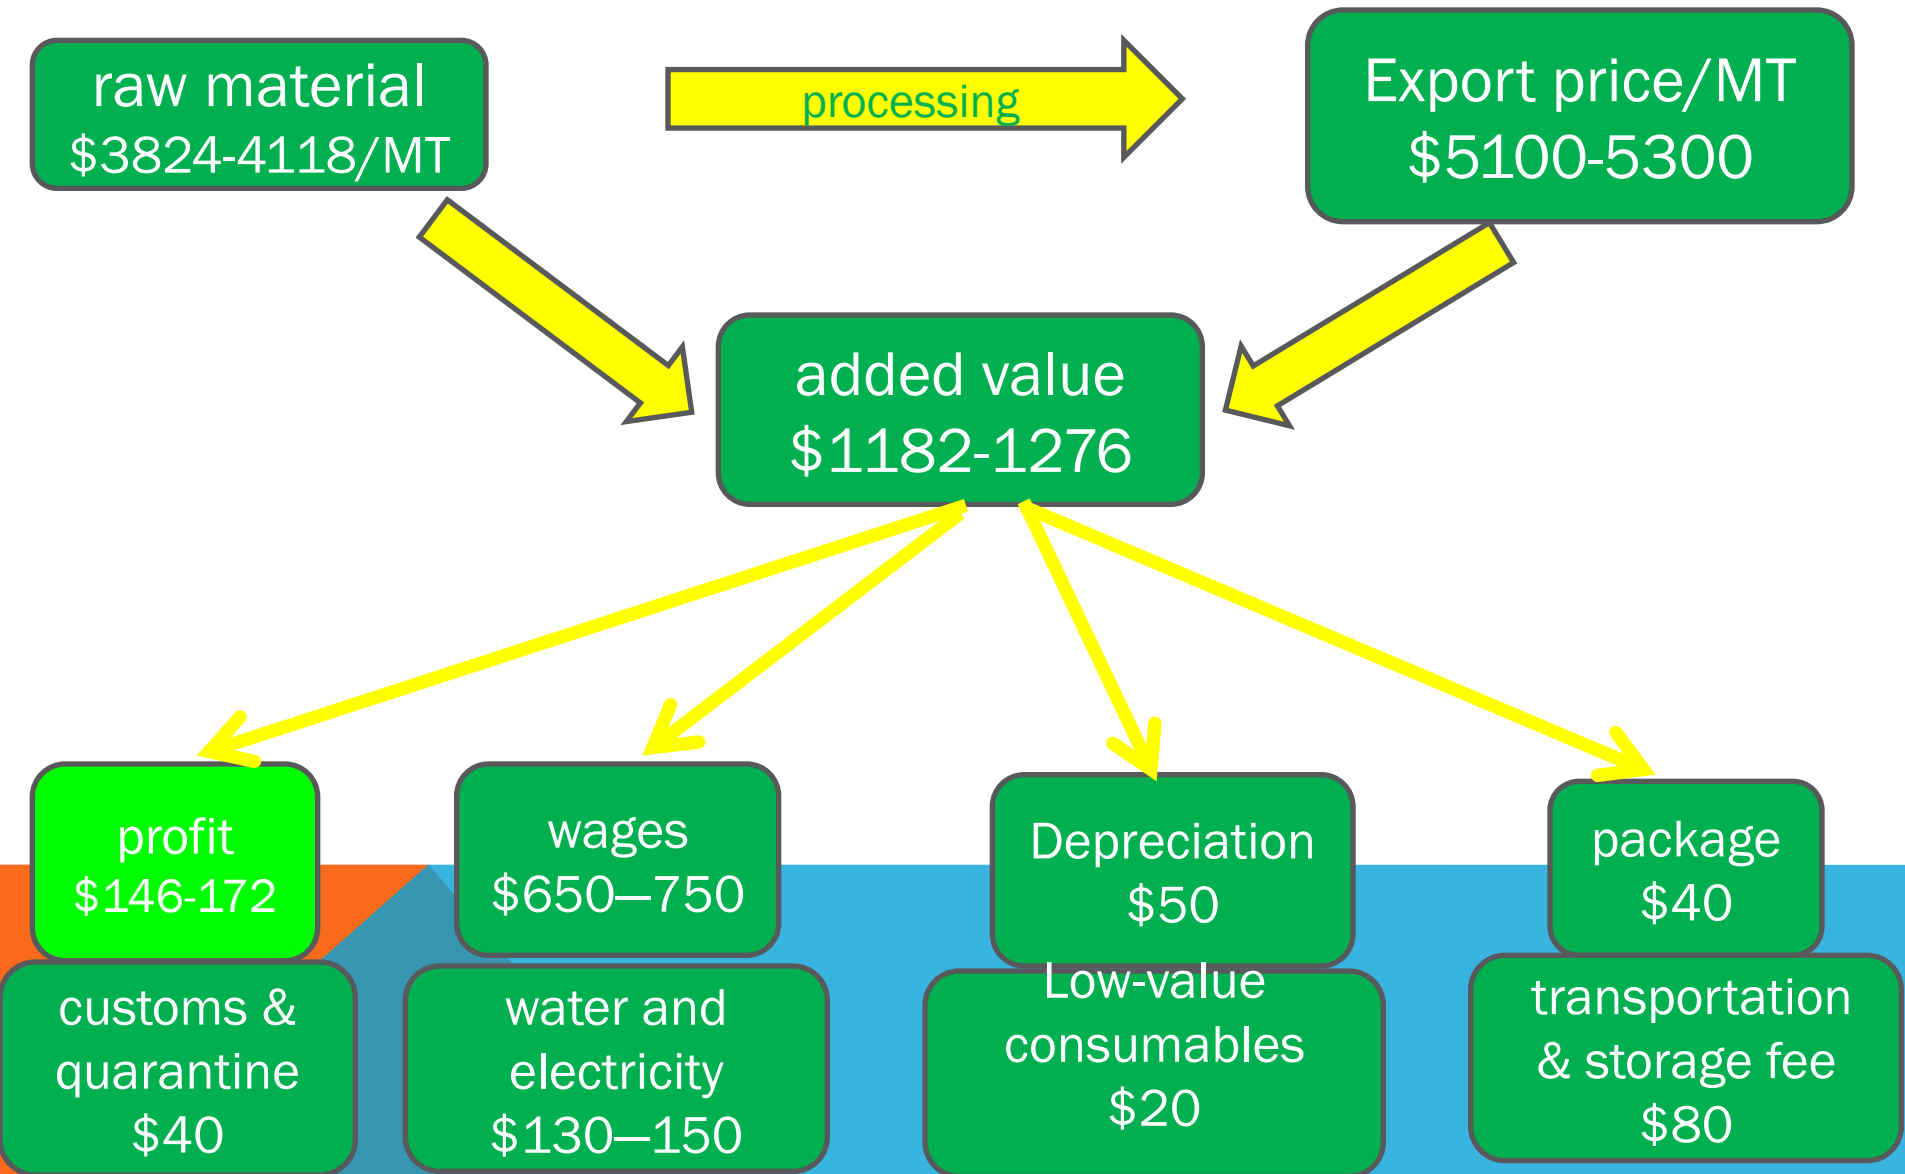 raw material
$3824-4118/MT
processing
Export price/MT
$5100-5300
added value
$1182-1276
profit
$146-172
wages
$650—750
Depreciation
$50
package
$40
customs &
quarantine
$40
water and
electricity
$130—150
Low-value
consumables
$20
transportation
& storage fee
$80